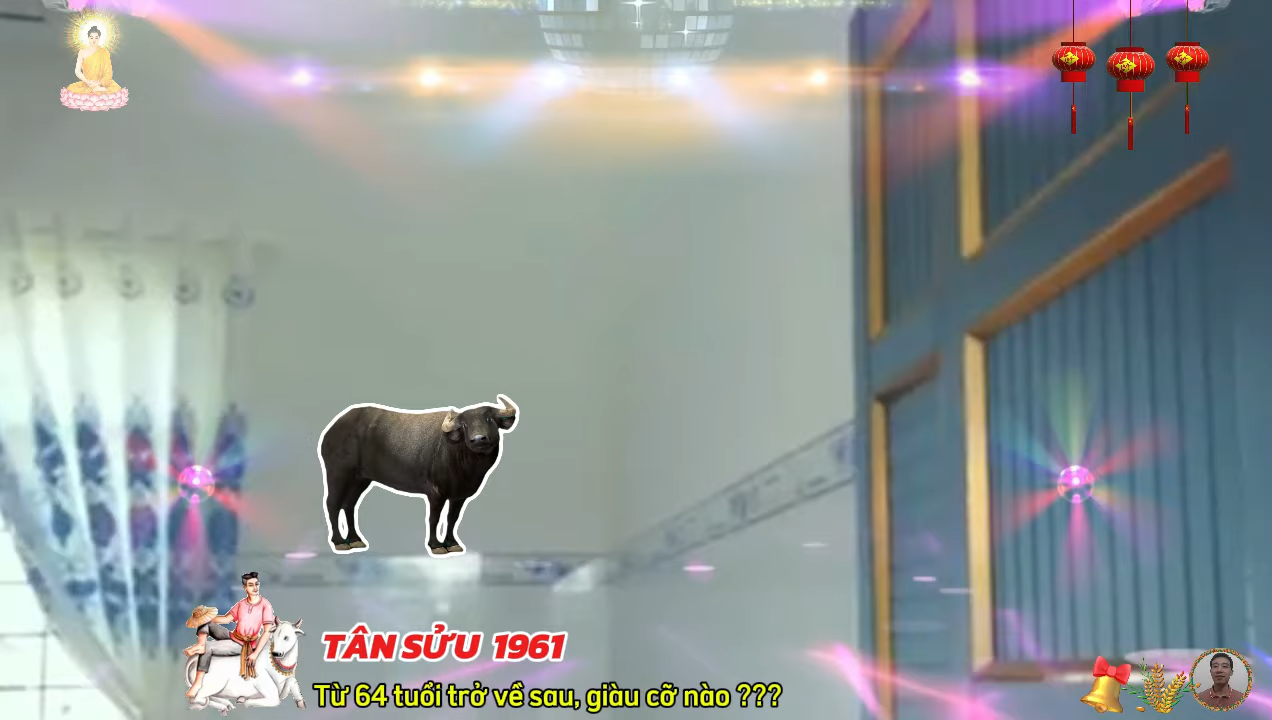 TÂN SỬU 1961
Từ 64 tuổi trở về sau, giàu cỡ nào ???